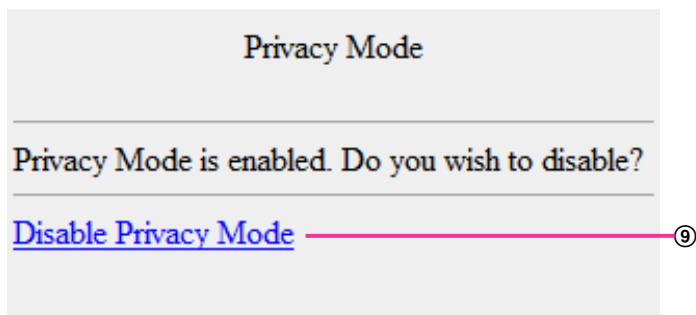 Privacy Mode
Privacy Mode is enabled. Do you wish to disable?
Disable Privacy Mode ⑨